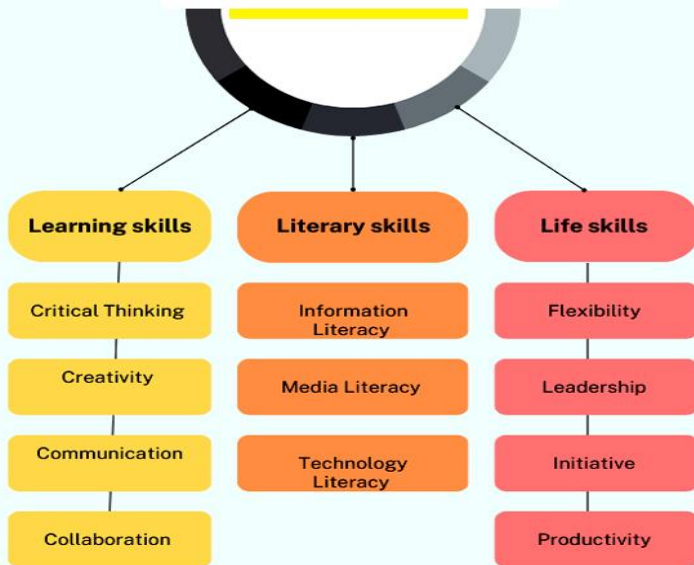 Learning skills
Critical Thinking
Creativity
Communication
Collaboration
Literary skills
Information
Literacy
Media Literacy
Technology
Literacy
Life skills
Flexibility
Leadership
Initiative
Productivity